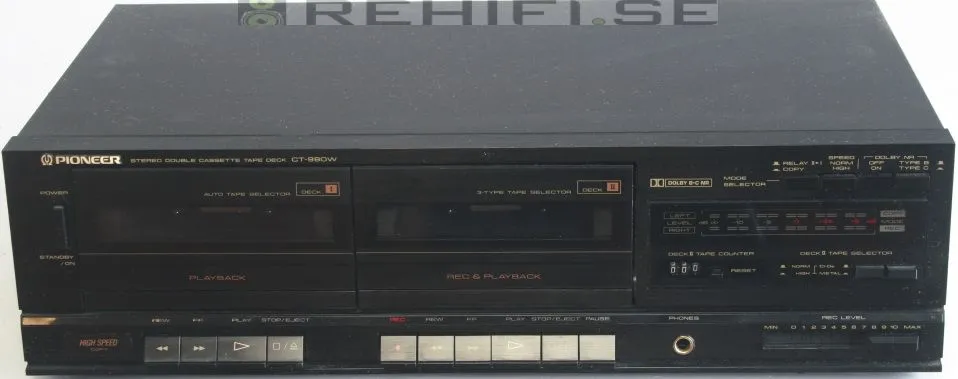 REHIFI.SE
PIONEER STEREO DOUBLE CASSETTE TAPE DECK CT-980W
POWER
STANDBY
/ON
AUTO TAPE SELECTOR DECK I
PLAYBACK
3-TYPE TAPE SELECTOR DECK II
REC & PLAYBACK
DOLBY B-C NR
MODE
SELECTOR
RELAY
COPY
SPEED
NORM
HIGH
DOLBY NR
OFF TYPE B
ON TYPE C
LEFT
LEVEL
RIGHT
MODE
REC
DECK II TAPE COUNTER
000
RESET
DECK II TAPE SELECTOR
NORM
HIGH
METAL
HIGH SPEED
COPY
REW FF PLAY STOP/EJECT
REC REW FF PLAY STOP/EJECT PAUSE
PHONES
REC LEVEL
MIN 0 1 2 3 4 5 6 7 8 9 10 MAX